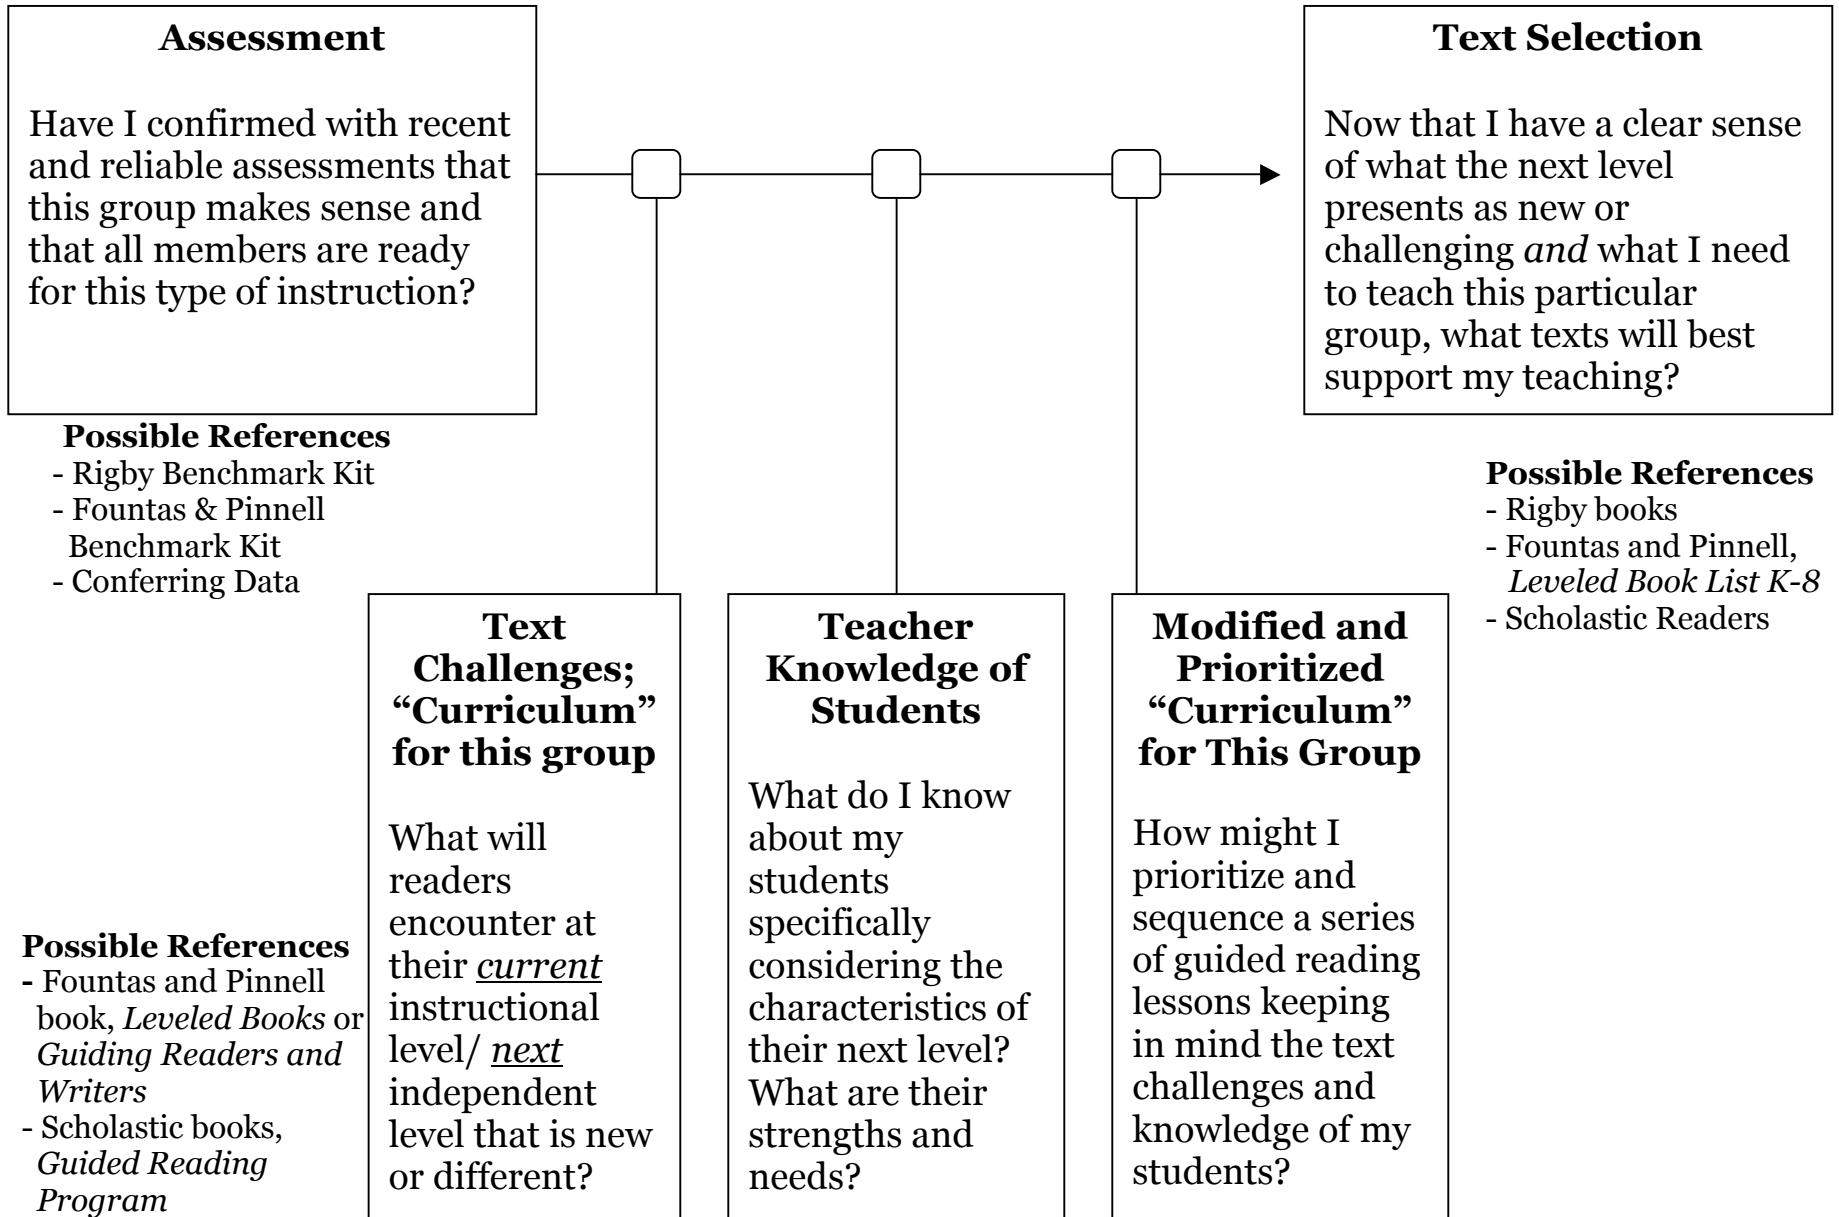 Assessment
Have I confirmed with recent
and reliable assessments that
this group makes sense and
that all members are ready
for this type of instruction?
Possible References
- Rigby Benchmark Kit
- Fountas & Pinnell
Benchmark Kit
- Conferring Data
Text
Challenges;
“Curriculum”
for this group
What will
readers
encounter at
their current
instructional
level/ next
independent
level that is new
or different?
Possible References
- Fountas and Pinnell
book, Leveled Books or
Guiding Readers and
Writers
- Scholastic books,
Guided Reading
Program
Teacher
Knowledge of
Students
What do I know
about my
students
specifically
considering the
characteristics of
their next level?
What are their
strengths and
needs?
Modified and
Prioritized
“Curriculum”
for This Group
How might I
prioritize and
sequence a series
of guided reading
lessons keeping
in mind the text
challenges and
knowledge of my
students?
Text Selection
Now that I have a clear sense
of what the next level
presents as new or
challenging and what I need
to teach this particular
group, what texts will best
support my teaching?
Possible References
- Rigby books
- Fountas and Pinnell,
Leveled Book List K-8
- Scholastic Readers